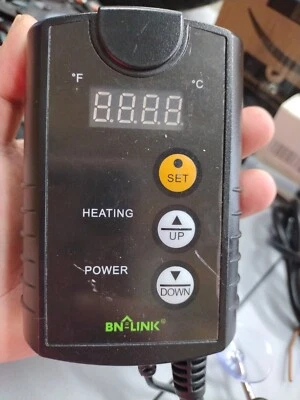 °F
°C
8.8.8.8
SET
HEATING
UP
POWER
DOWN
BN-LINK®